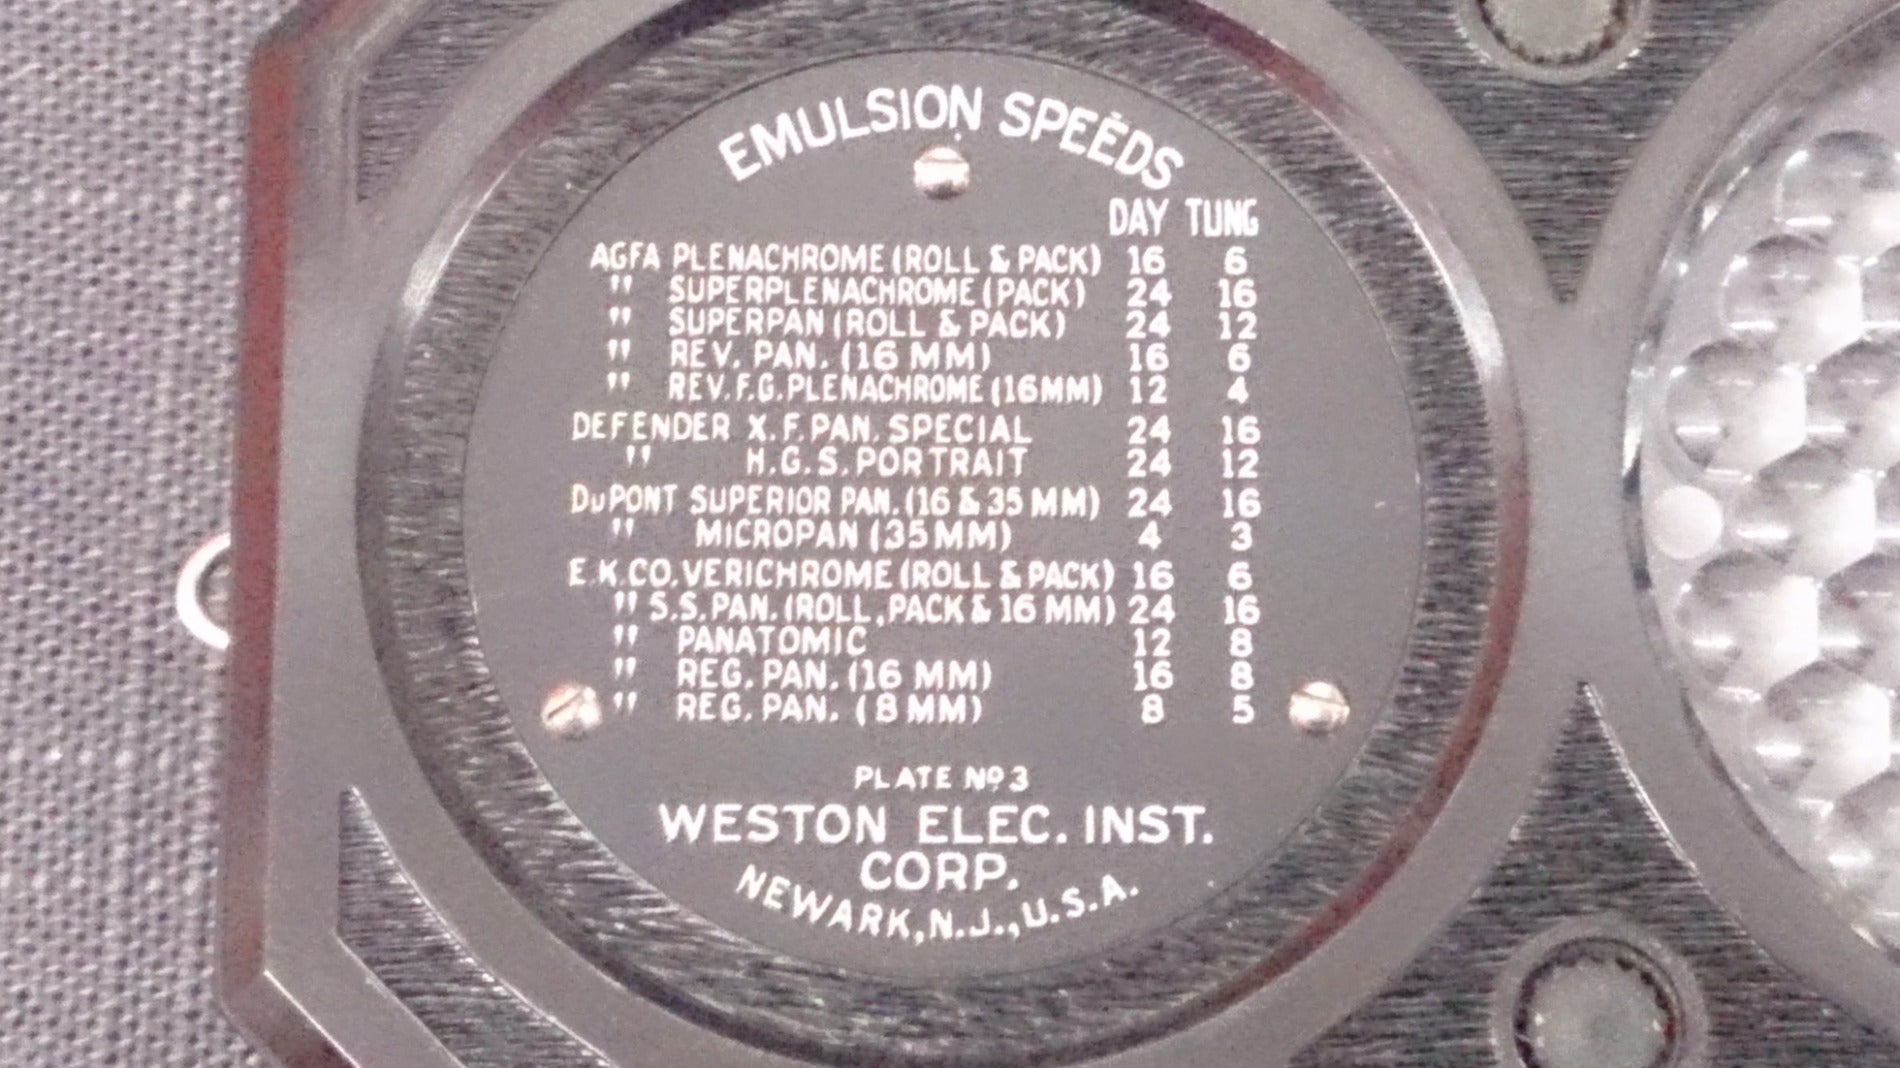 EMULSION SPEEDS
DAY TUNG
AGFA PLENACHROME (ROLL & PACK) 16 6
" SUPERPLENACHROME (PACK) 24 16
" SUPERPAN (ROLL & PACK) 24 12
" REV. PAN. (16 MM) 16 6
" REV. F.G. PLENACHROME (16MM) 12 4
DEFENDER X.F. PAN. SPECIAL 24 16
" H.G.S. PORTRAIT 24 12
DuPONT SUPERIOR PAN. (16 & 35 MM) 24 16
" MICROPAN (35 MM) 4 3
E.K.CO. VERICHROME (ROLL & PACK) 16 6
" S.S. PAN. (ROLL, PACK & 16 MM) 24 16
" PANATOMIC 12 8
" REG. PAN. (16 MM) 16 8
" REG. PAN. (8 MM) 8 5
PLATE Nº 3
WESTON ELEC. INST.
CORP.
NEWARK, N.J., U.S.A.